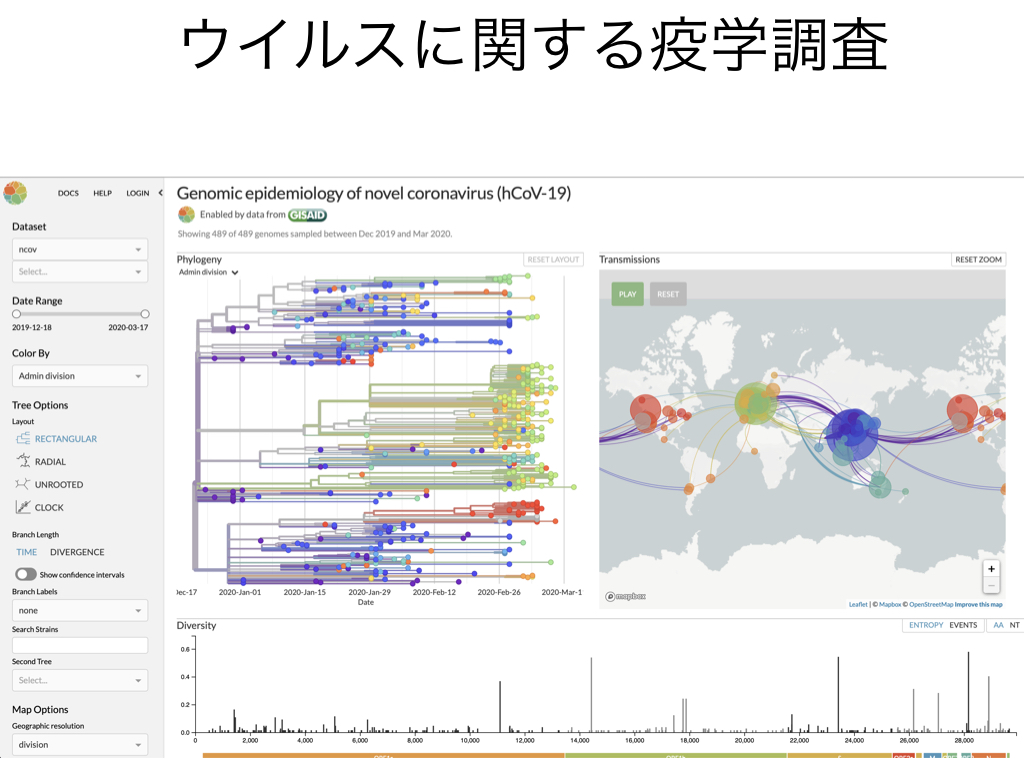 ウイルスに関する疫学調査
DOCS HELP LOGIN
Genomic epidemiology of novel coronavirus (hCoV-19)
Enabled by data from GISAID
Showing 489 of 489 genomes sampled between Dec 2019 and Mar 2020.
Dataset
ncov
Select...
Date Range
2019-12-18 2020-03-17
Color By
Admin division
Tree Options
Layout
RECTANGULAR
RADIAL
UNROOTED
CLOCK
Branch Length
TIME DIVERGENCE
Show confidence intervals
Branch Labels
none
Search Strains
Second Tree
Select...
Map Options
Geographic resolution
division
Phylogeny RESET LAYOUT
Admin division
ec-17 2020-Jan-01 2020-Jan-15 2020-Jan-29 2020-Feb-12 2020-Feb-26 2020-Mar-1
Date
Transmissions RESET ZOOM
PLAY RESET
+
−
mapbox
Leaflet | © Mapbox © OpenStreetMap Improve this map
Diversity ENTROPY EVENTS AA NT
0.6
0.4
0.2
0.0
0 2,000 4,000 6,000 8,000 10,000 12,000 14,000 16,000 18,000 20,000 22,000 24,000 26,000 28,000